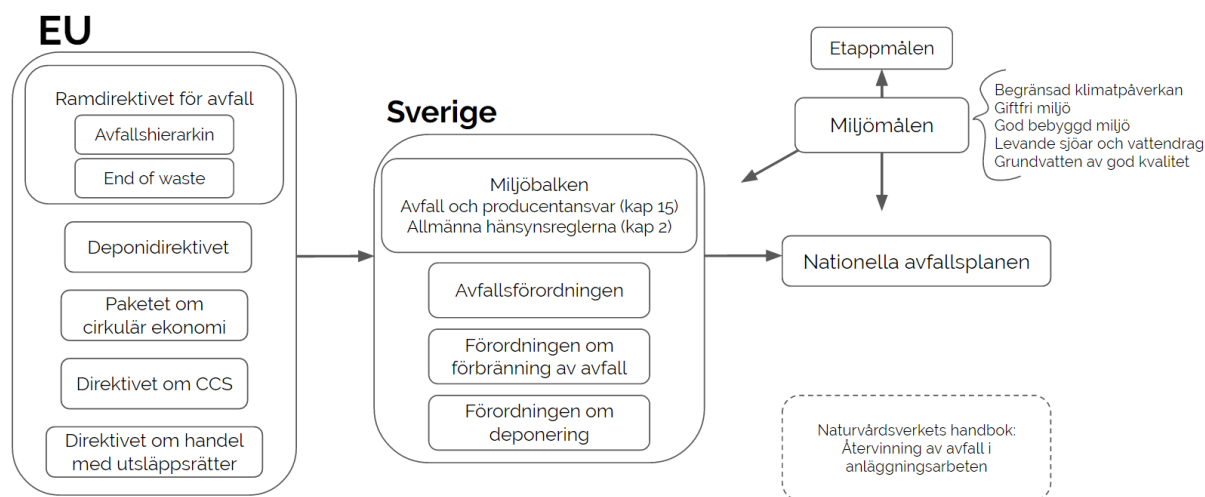 EU
Ramdirektivet för avfall
Avfallshierarkin
End of waste
Deponidirektivet
Paketet om
cirkulär ekonomi
Direktivet om CCS
Direktivet om handel
med utsläppsrätter
Sverige
Miljöbalken
Avfall och producentansvar (kap 15)
Allmänna hänsynsreglerna (kap 2)
Avfallsförordningen
Förordningen om
förbränning av avfall
Förordningen om
deponering
Etappmålen
Miljömålen
Begränsad klimatpåverkan
Giftfri miljö
God bebyggd miljö
Levande sjöar och vattendrag
Grundvatten av god kvalitet
Nationella avfallsplanen
Naturvårdsverkets handbok:
Återvinning av avfall i
anläggningsarbeten